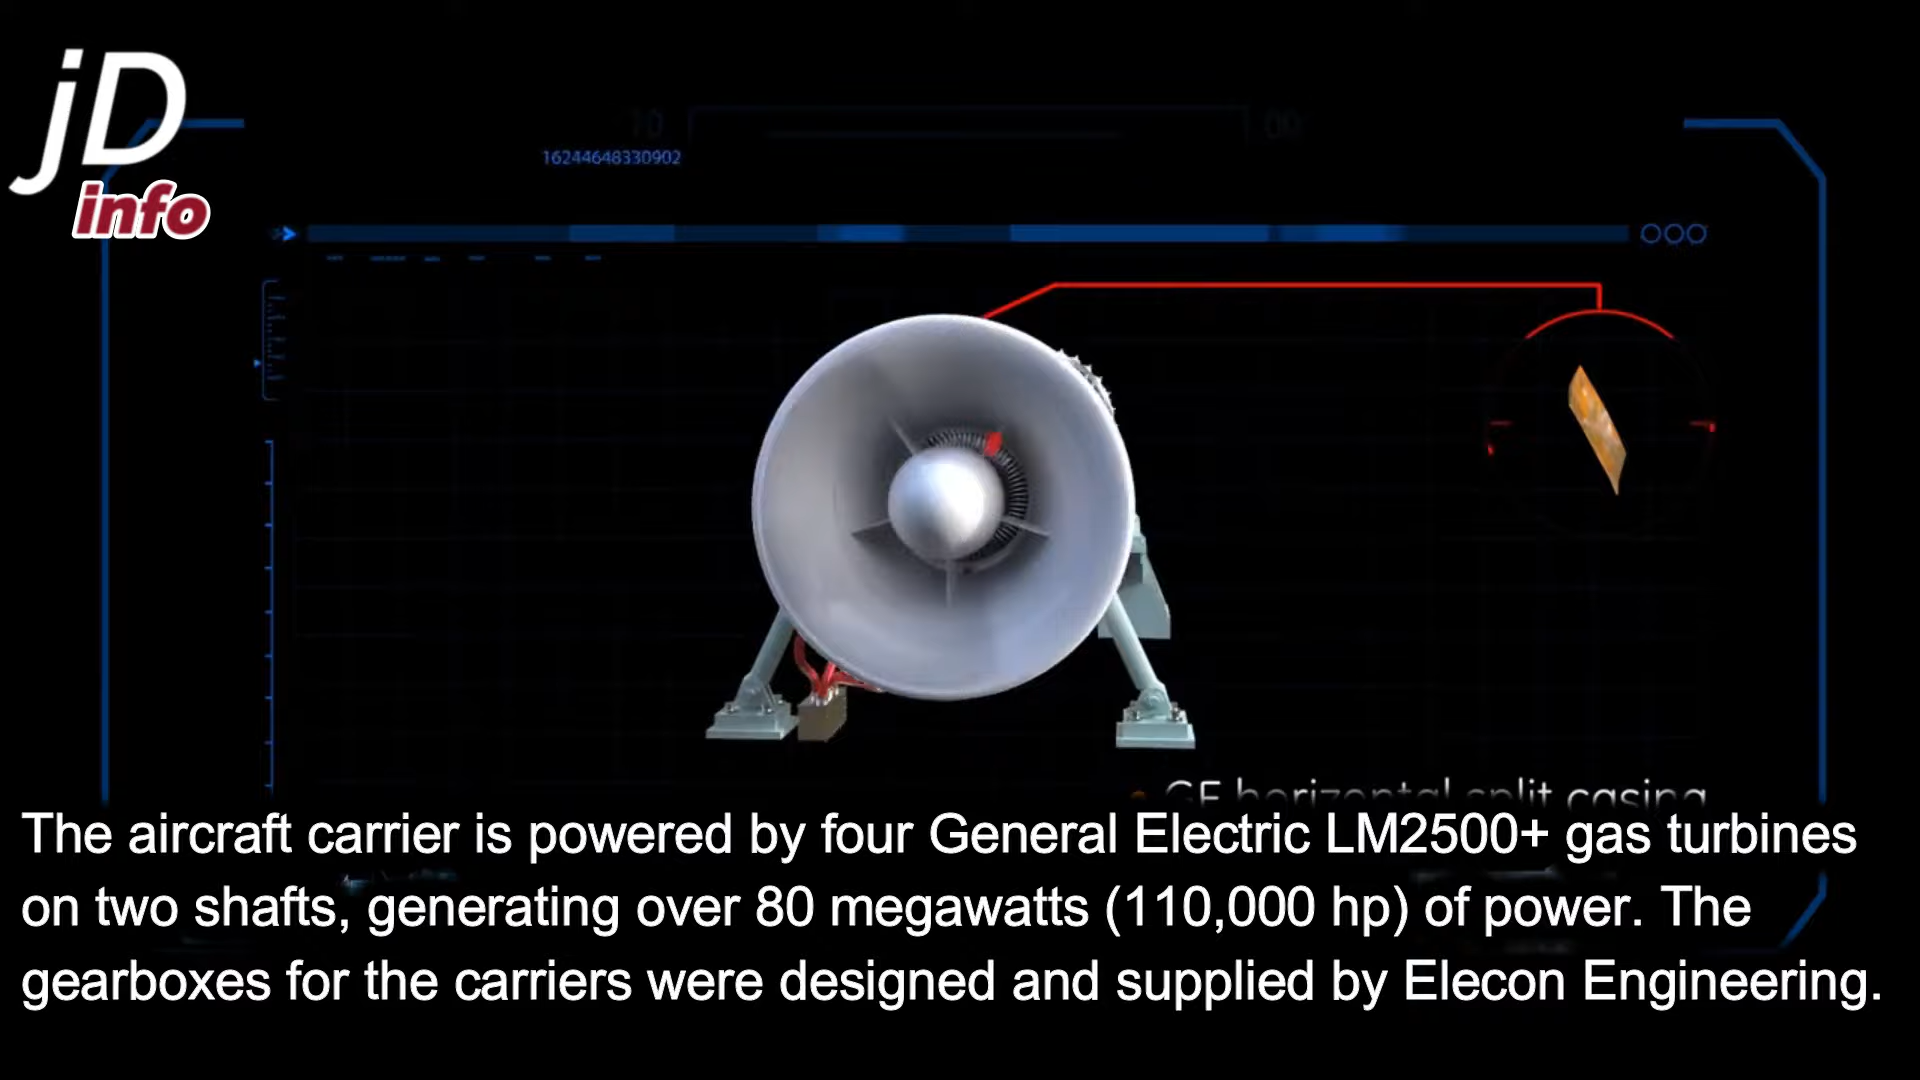 jD
info
16244648330902
GE horizontal split casing
The aircraft carrier is powered by four General Electric LM2500+ gas turbines
on two shafts, generating over 80 megawatts (110,000 hp) of power. The
gearboxes for the carriers were designed and supplied by Elecon Engineering.